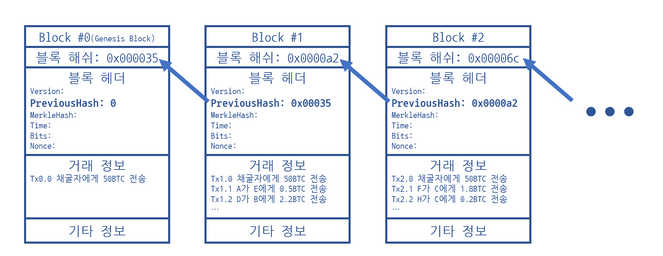 Block #0(Genesis Block)
블록 해쉬: 0x000035
블록 헤더
Version:
PreviousHash: 0
MerkleHash:
Time:
Bits:
Nonce:
거래 정보
Tx0.0 채굴자에게 50BTC 전송
기타 정보
Block #1
블록 해쉬: 0x0000a2
블록 헤더
Version:
PreviousHash: 0x00035
MerkleHash:
Time:
Bits:
Nonce:
거래 정보
Tx1.0 채굴자에게 50BTC 전송
Tx1.1 A가 E에게 0.5BTC 전송
Tx1.2 D가 B에게 2.2BTC 전송
...
기타 정보
Block #2
블록 해쉬: 0x00006c
블록 헤더
Version:
PreviousHash: 0x0000a2
MerkleHash:
Time:
Bits:
Nonce:
거래 정보
Tx2.0 채굴자에게 50BTC 전송
Tx2.1 F가 C에게 1.8BTC 전송
Tx2.2 H가 C에게 0.2BTC 전송
...
기타 정보